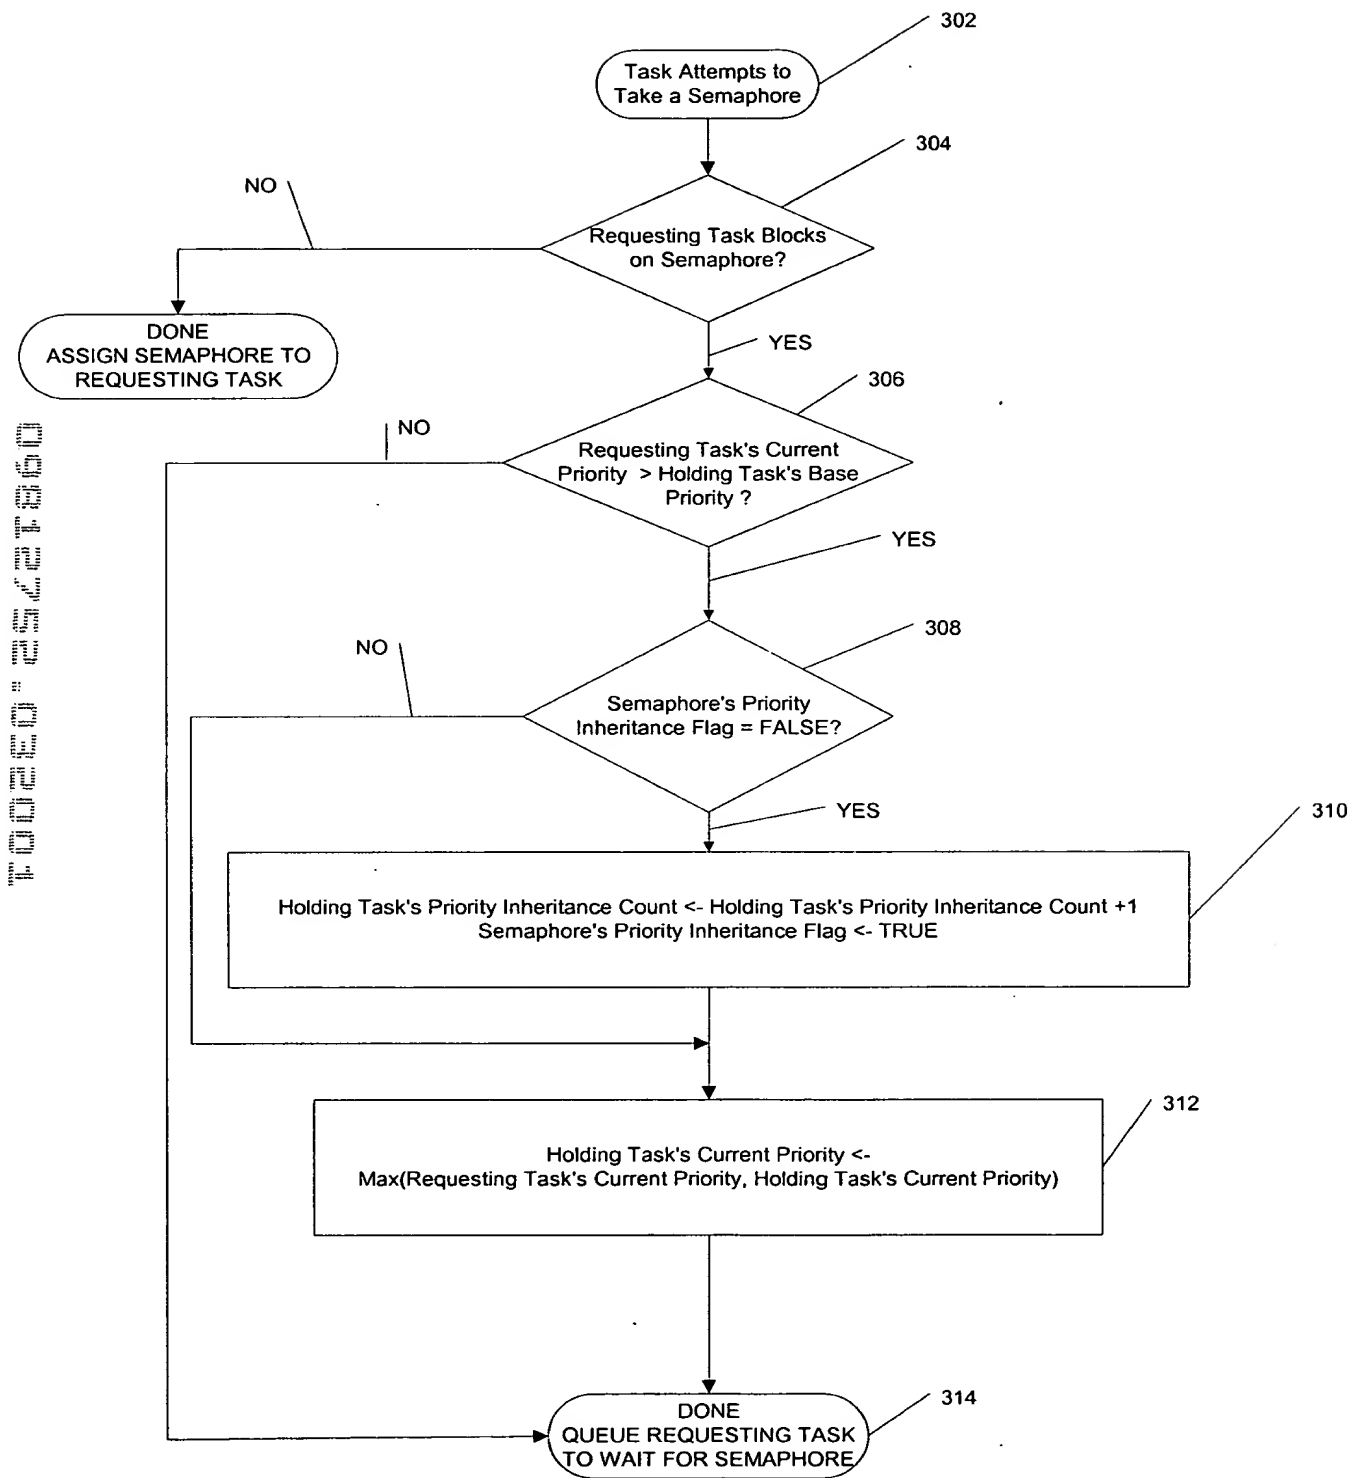 302
Task Attempts to
Take a Semaphore
304
NO
Requesting Task Blocks
on Semaphore?
DONE
ASSIGN SEMAPHORE TO
REQUESTING TASK
YES
306
NO
Requesting Task's Current
Priority > Holding Task's Base
Priority ?
YES
308
NO
Semaphore's Priority
Inheritance Flag = FALSE?
YES
310
Holding Task's Priority Inheritance Count <- Holding Task's Priority Inheritance Count +1
Semaphore's Priority Inheritance Flag <- TRUE
312
Holding Task's Current Priority <-
Max(Requesting Task's Current Priority, Holding Task's Current Priority)
314
DONE
QUEUE REQUESTING TASK
TO WAIT FOR SEMAPHORE
09812752.032001